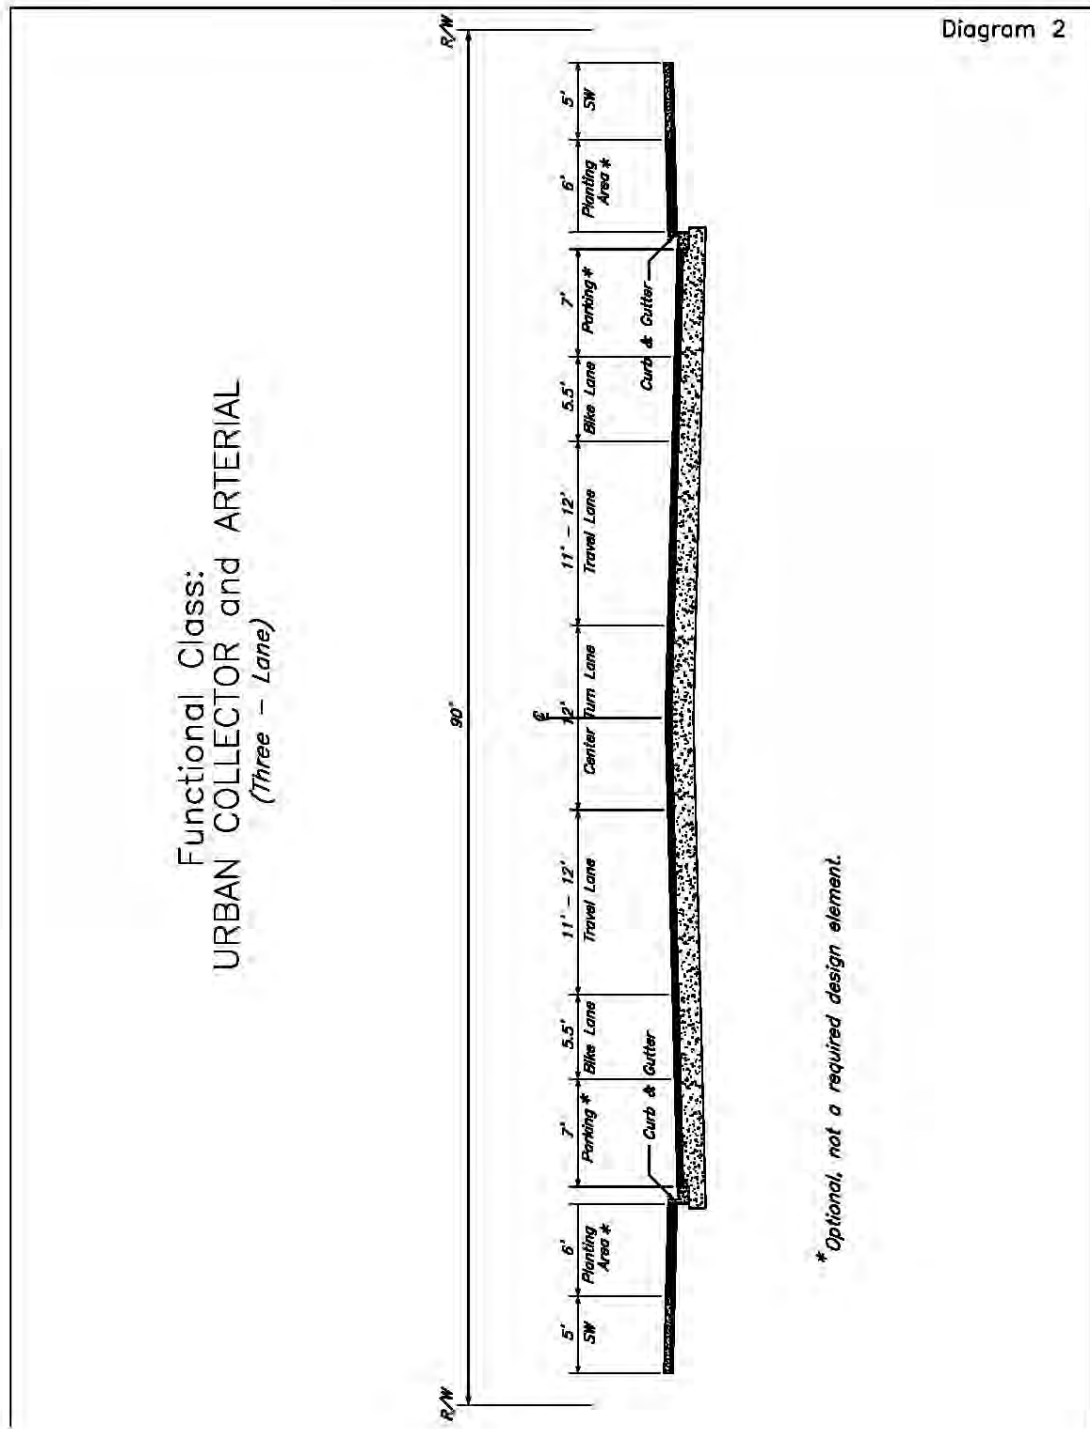 Diagram 2
Functional Class:
URBAN COLLECTOR and ARTERIAL
(Three - Lane)
R/W
90'
R/W
5'
SW
6'
Planting
Area *
7'
Parking *
5.5'
Bike Lane
11' - 12'
Travel Lane
℄
12'
Center Turn Lane
11' - 12'
Travel Lane
5.5'
Bike Lane
7'
Parking *
6'
Planting
Area *
5'
SW
Curb & Gutter
Curb & Gutter
* Optional, not a required design element.